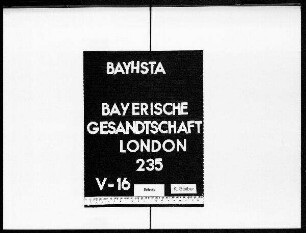 BAYHSTA
BAYERISCHE
GESANDTSCHAFT
LONDON
235
V-16